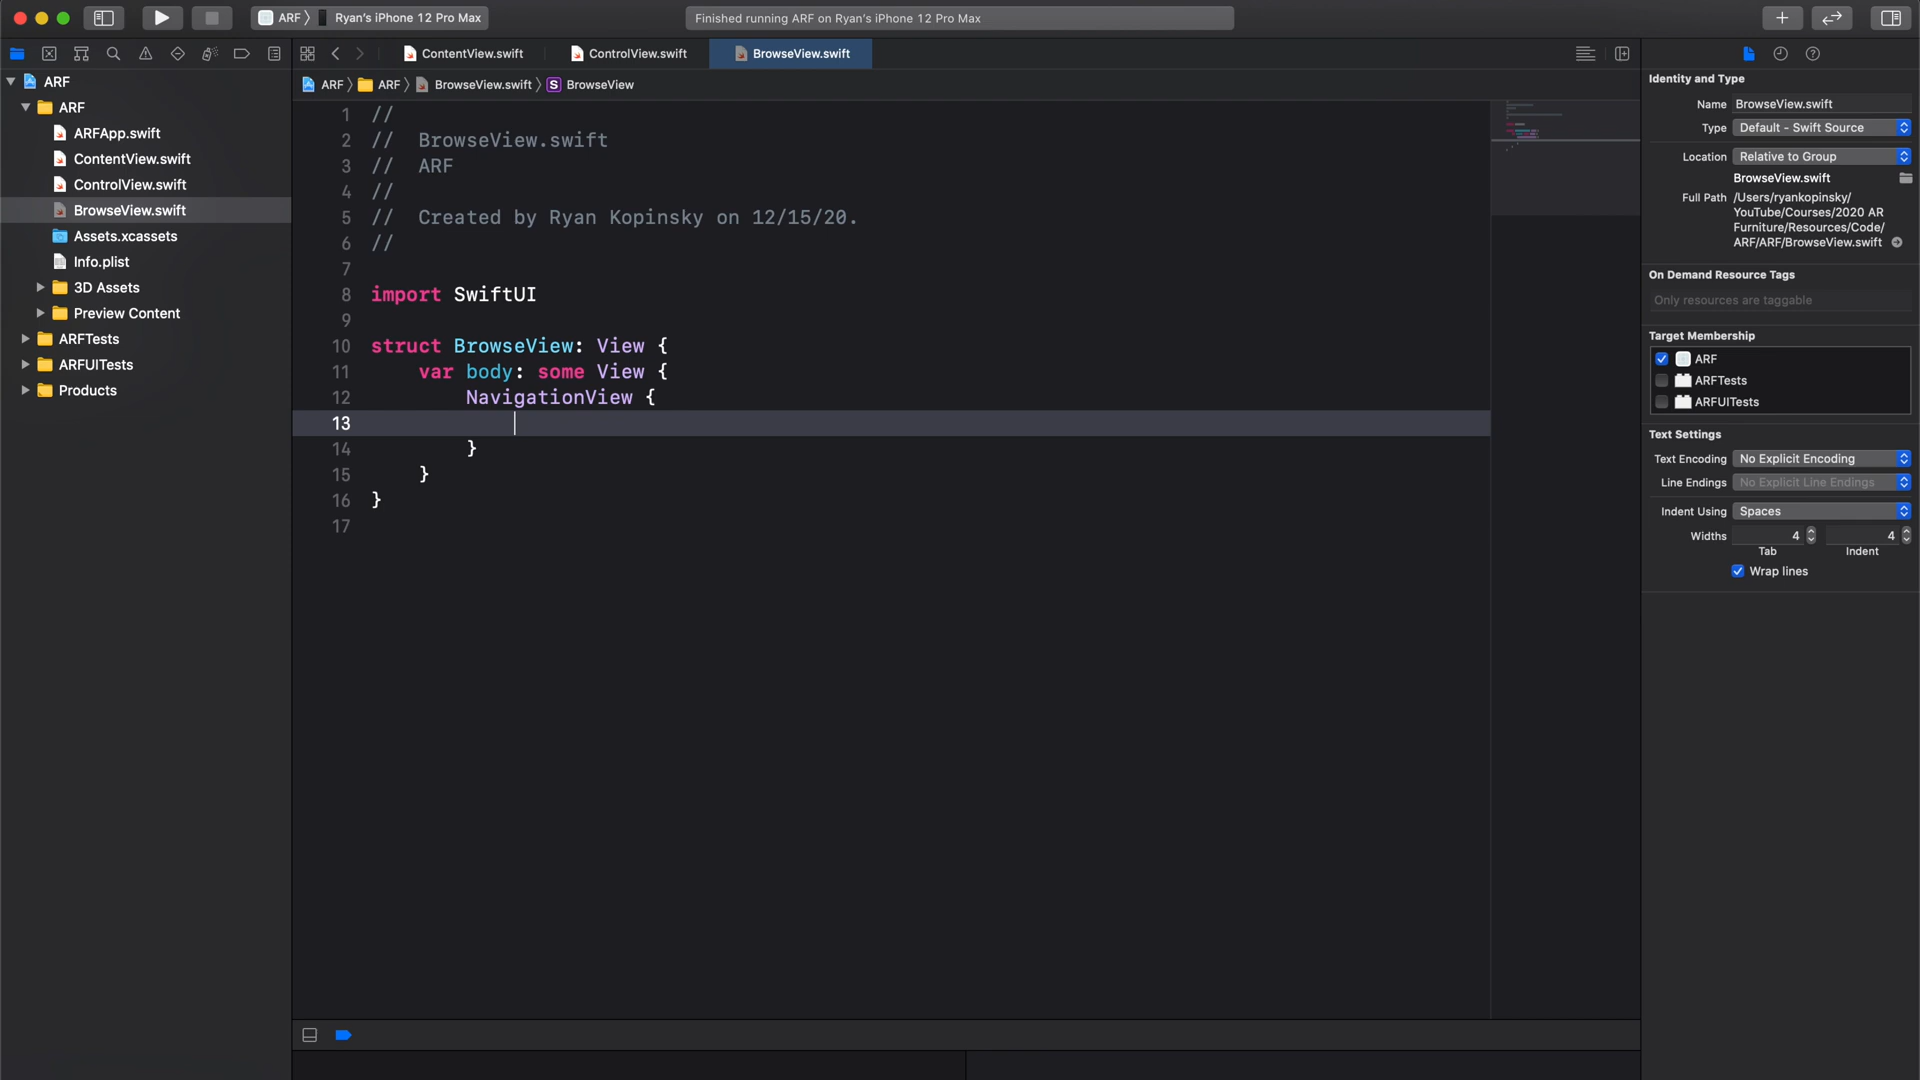 ARF 〉 Ryan's iPhone 12 Pro Max
Finished running ARF on Ryan's iPhone 12 Pro Max
ContentView.swift
ControlView.swift
BrowseView.swift
ARF 〉 ARF 〉 BrowseView.swift 〉 S BrowseView
ARF
ARF
ARFApp.swift
ContentView.swift
ControlView.swift
BrowseView.swift
Assets.xcassets
Info.plist
3D Assets
Preview Content
ARFTests
ARFUITests
Products
1 //
2 //  BrowseView.swift
3 //  ARF
4 //
5 //  Created by Ryan Kopinsky on 12/15/20.
6 //
7
8 import SwiftUI
9
10 struct BrowseView: View {
11     var body: some View {
12         NavigationView {
13
14         }
15     }
16 }
17
Identity and Type
Name BrowseView.swift
Type Default - Swift Source
Location Relative to Group
BrowseView.swift
Full Path /Users/ryankopinsky/
YouTube/Courses/2020 AR
Furniture/Resources/Code/
ARF/ARF/BrowseView.swift
On Demand Resource Tags
Only resources are taggable
Target Membership
ARF
ARFTests
ARFUITests
Text Settings
Text Encoding No Explicit Encoding
Line Endings No Explicit Line Endings
Indent Using Spaces
Widths 4 4
Tab Indent
Wrap lines